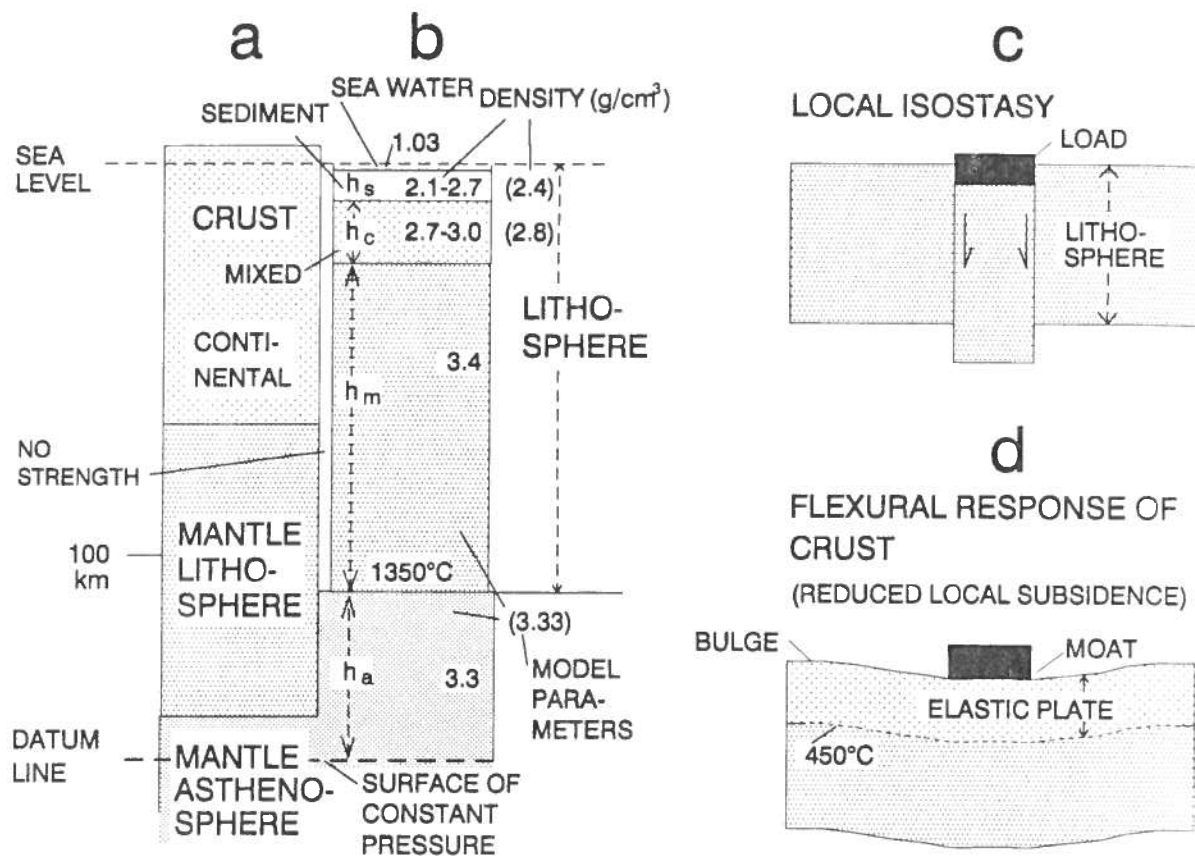 a
b
SEA WATER
DENSITY (g/cm³)
SEDIMENT
1.03
SEA
LEVEL
h s
2.1-2.7
(2.4)
CRUST
h c
2.7-3.0
(2.8)
MIXED
LITHO-
SPHERE
CONTI-
NENTAL
3.4
h m
NO
STRENGTH
MANTLE
LITHO-
SPHERE
100
km
1350°C
(3.33)
h a
3.3
MODEL
PARA-
METERS
DATUM
LINE
MANTLE
ASTHENO-
SPHERE
SURFACE OF
CONSTANT
PRESSURE
c
LOCAL ISOSTASY
LOAD
LITHO-
SPHERE
d
FLEXURAL RESPONSE OF
CRUST
(REDUCED LOCAL SUBSIDENCE)
BULGE
MOAT
ELASTIC PLATE
450°C